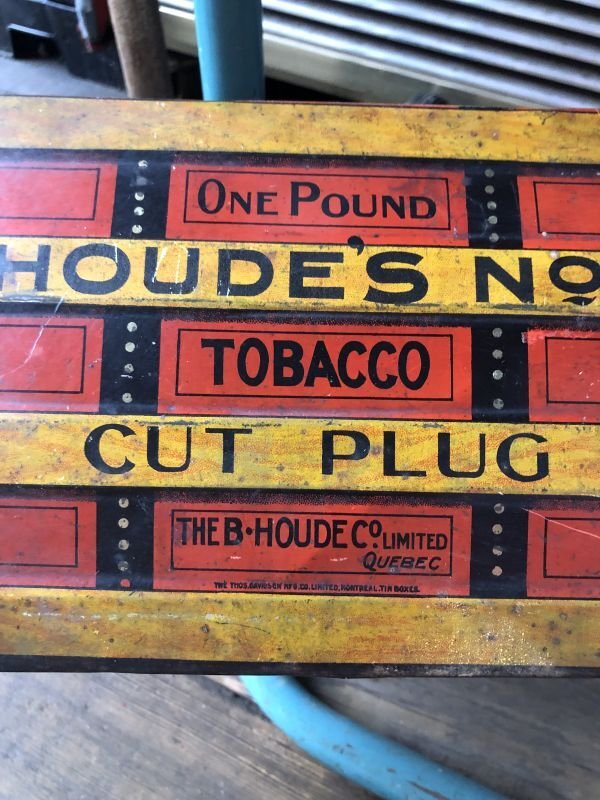 ONE POUND
HOUDE'S NO
TOBACCO
CUT PLUG
THE B•HOUDE Co. LIMITED
QUEBEC
THE THOS. DAVIDSON MFG. CO. LIMITED, MONTREAL. TIN BOXES.